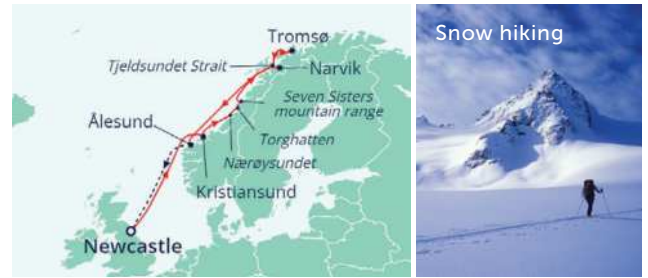 Tromsø
Tjeldsundet Strait
Narvik
Seven Sisters
mountain range
Ålesund
Torghatten
Nærøysundet
Kristiansund
Newcastle
Snow hiking